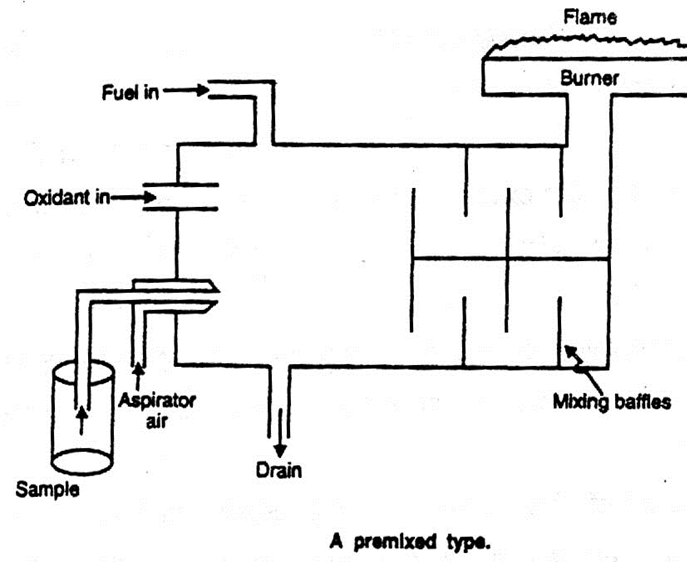 Flame
Burner
Fuel in
Oxidant in
Aspirator
air
Mixing baffles
Drain
Sample
A premixed type.